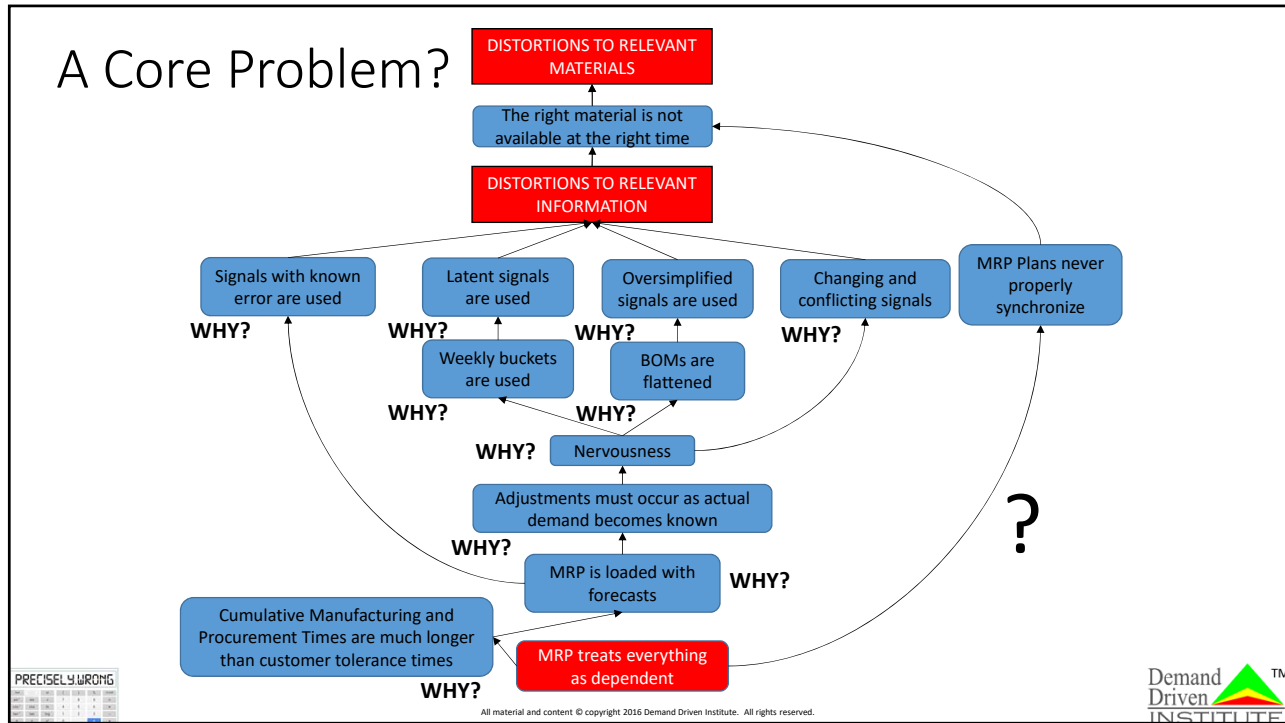 A Core Problem?
DISTORTIONS TO RELEVANT
MATERIALS
The right material is not
available at the right time
DISTORTIONS TO RELEVANT
INFORMATION
Signals with known
error are used
Latent signals
are used
Oversimplified
signals are used
Changing and
conflicting signals
MRP Plans never
properly
synchronize
WHY?
WHY?
WHY?
WHY?
Weekly buckets
are used
BOMs are
flattened
WHY?
WHY?
WHY?
Nervousness
Adjustments must occur as actual
demand becomes known
?
WHY?
MRP is loaded with
forecasts
WHY?
Cumulative Manufacturing and
Procurement Times are much longer
than customer tolerance times
MRP treats everything
as dependent
WHY?
PRECISELY.WRONG
Demand
Driven
INSTITUTE
TM
All material and content © copyright 2016 Demand Driven Institute. All rights reserved.